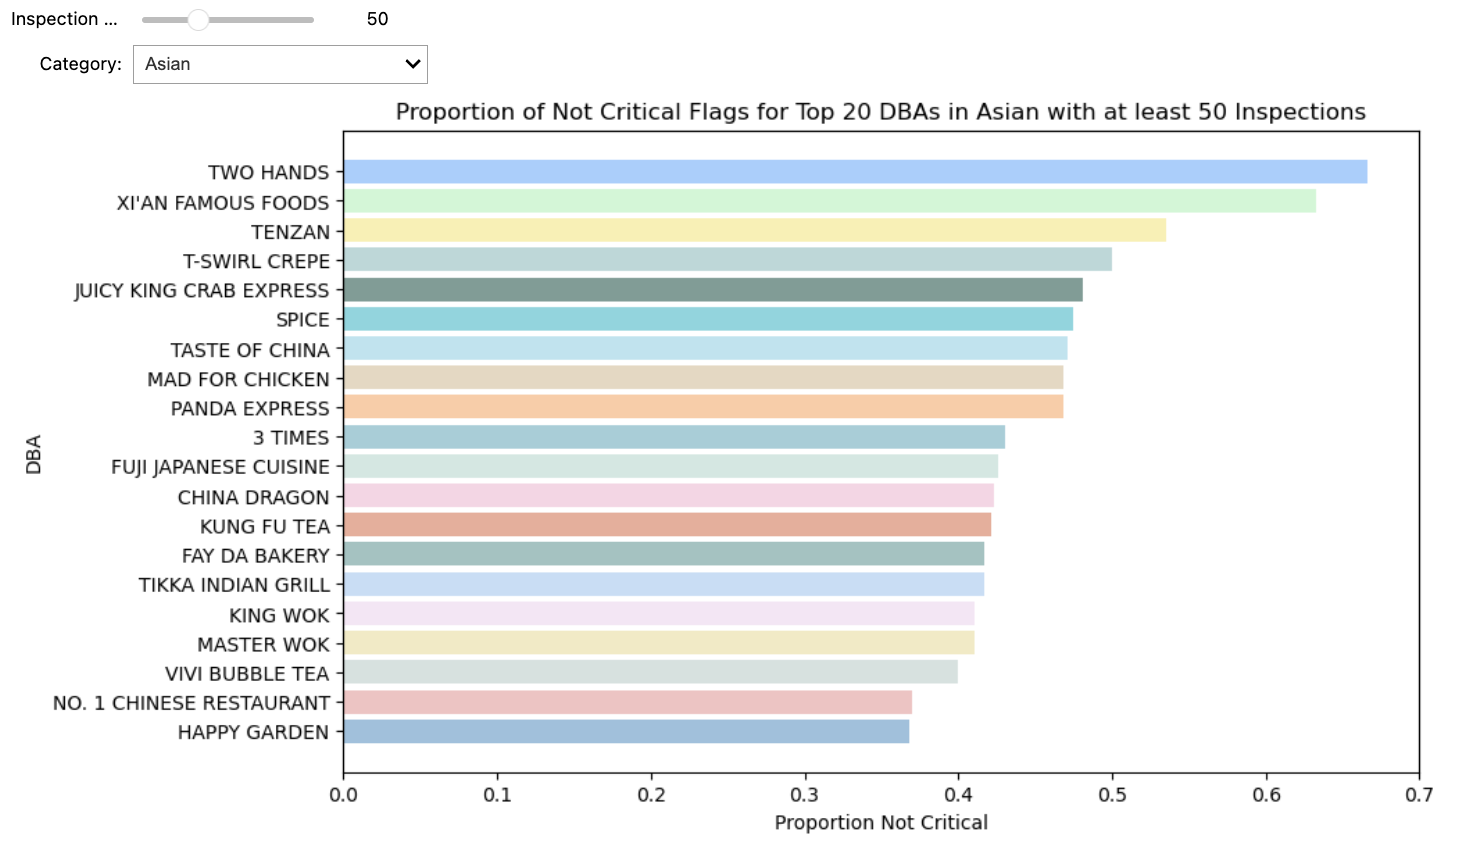 Inspection ... 50
Category: Asian
Proportion of Not Critical Flags for Top 20 DBAs in Asian with at least 50 Inspections
TWO HANDS
XI'AN FAMOUS FOODS
TENZAN
T-SWIRL CREPE
JUICY KING CRAB EXPRESS
SPICE
TASTE OF CHINA
MAD FOR CHICKEN
PANDA EXPRESS
3 TIMES
FUJI JAPANESE CUISINE
CHINA DRAGON
KUNG FU TEA
FAY DA BAKERY
TIKKA INDIAN GRILL
KING WOK
MASTER WOK
VIVI BUBBLE TEA
NO. 1 CHINESE RESTAURANT
HAPPY GARDEN
DBA
0.0 0.1 0.2 0.3 0.4 0.5 0.6 0.7
Proportion Not Critical